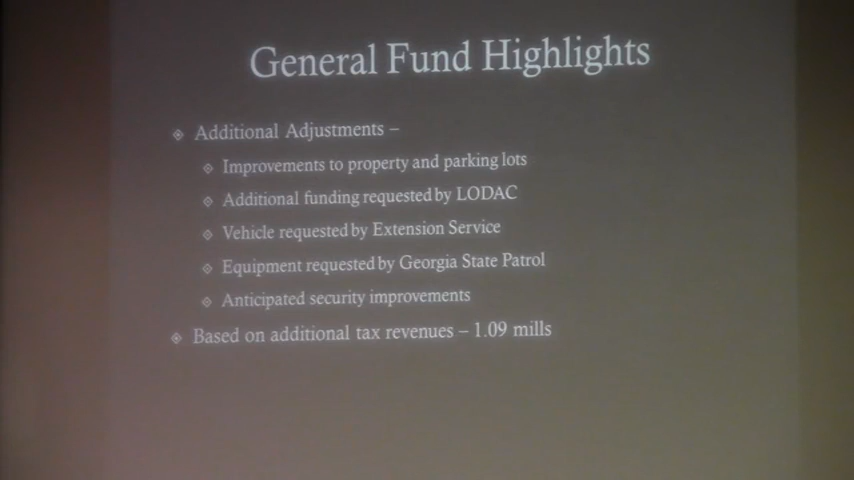 General Fund Highlights
Additional Adjustments –
Improvements to property and parking lots
Additional funding requested by LODAC
Vehicle requested by Extension Service
Equipment requested by Georgia State Patrol
Anticipated security improvements
Based on additional tax revenues – 1.09 mills